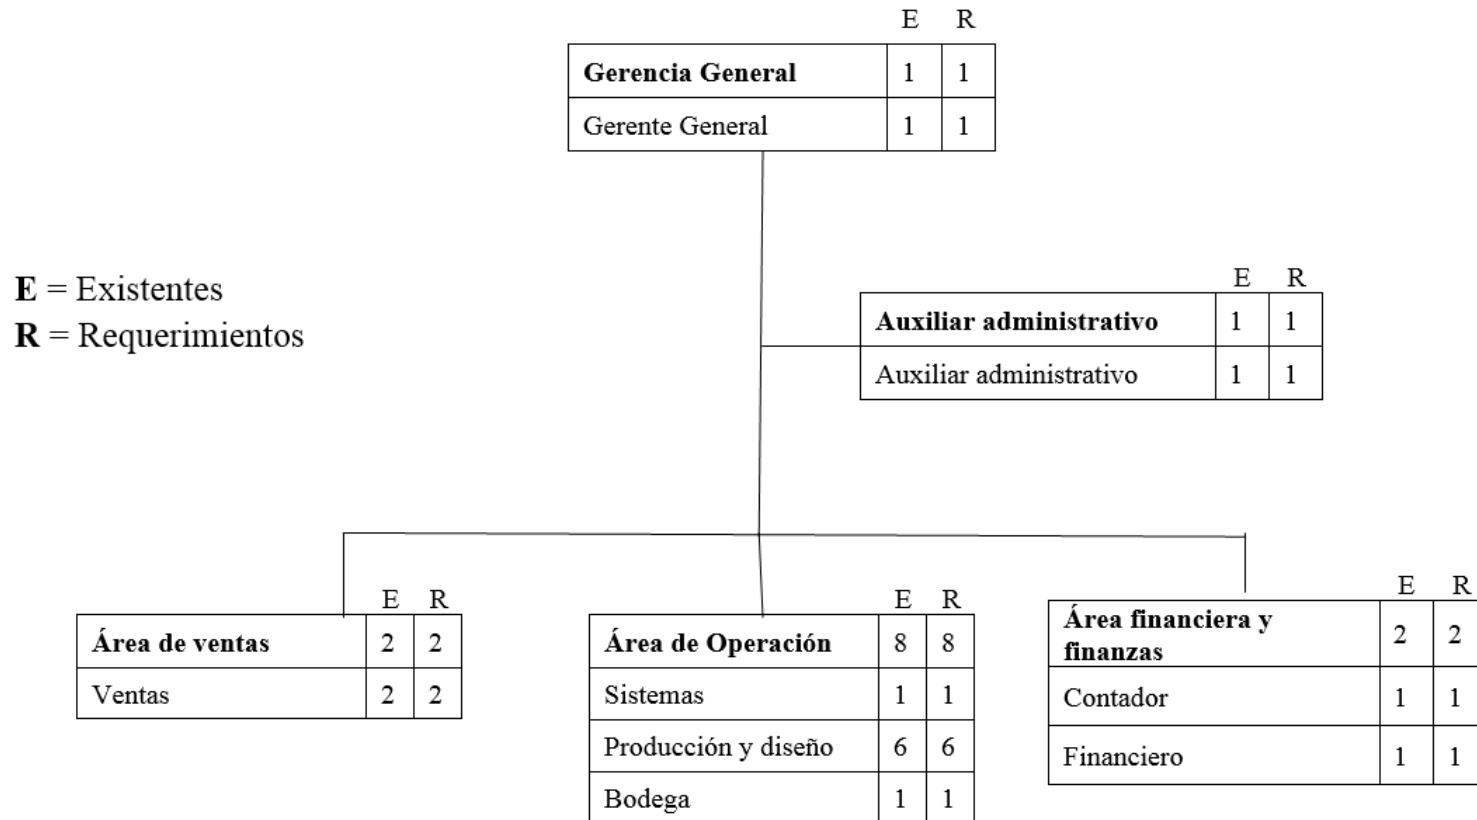 E R
Gerencia General 1 1
Gerente General 1 1
E = Existentes
R = Requerimientos
E R
Auxiliar administrativo 1 1
Auxiliar administrativo 1 1
E R
Área de ventas 2 2
Ventas 2 2
E R
Área de Operación 8 8
Sistemas 1 1
Producción y diseño 6 6
Bodega 1 1
E R
Área financiera y
finanzas 2 2
Contador 1 1
Financiero 1 1